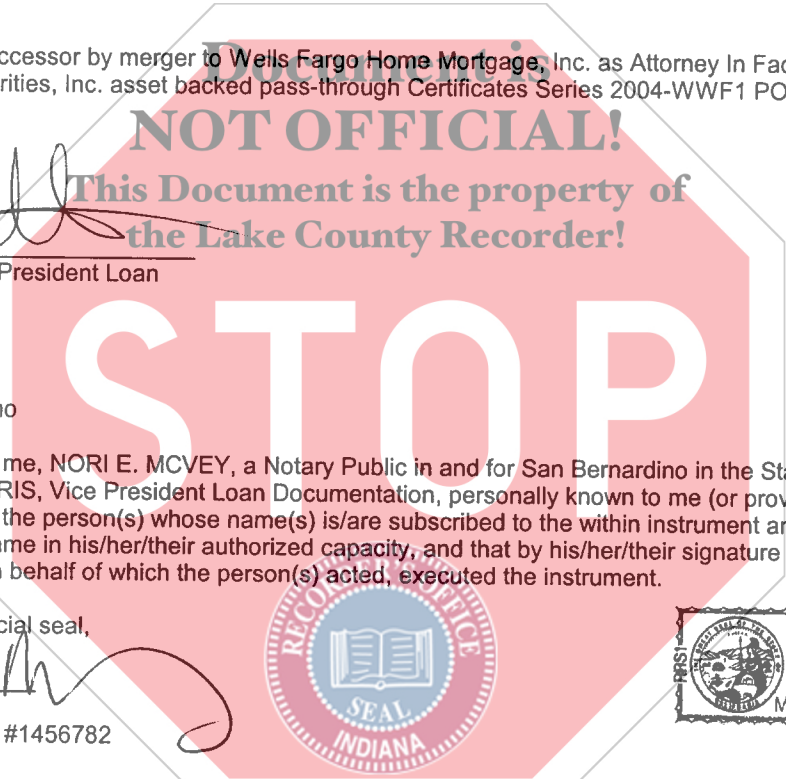 ccessor by merger to Wells Fargo Home Mortgage, Inc. as Attorney In Fac
rities, Inc. asset backed pass-through Certificates Series 2004-WWF1 PO
Document is
NOT OFFICIAL!
This Document is the property of
the Lake County Recorder!
President Loan
STOP
no
me, NORI E. MCVEY, a Notary Public in and for San Bernardino in the Sta
RIS, Vice President Loan Documentation, personally known to me (or prov
the person(s) whose name(s) is/are subscribed to the within instrument an
ame in his/her/their authorized capacity, and that by his/her/their signature
behalf of which the person(s) acted, executed the instrument.
cial seal,
#1456782
RECORDER'S OFFICE
SEAL
INDIANA
RRS1
M